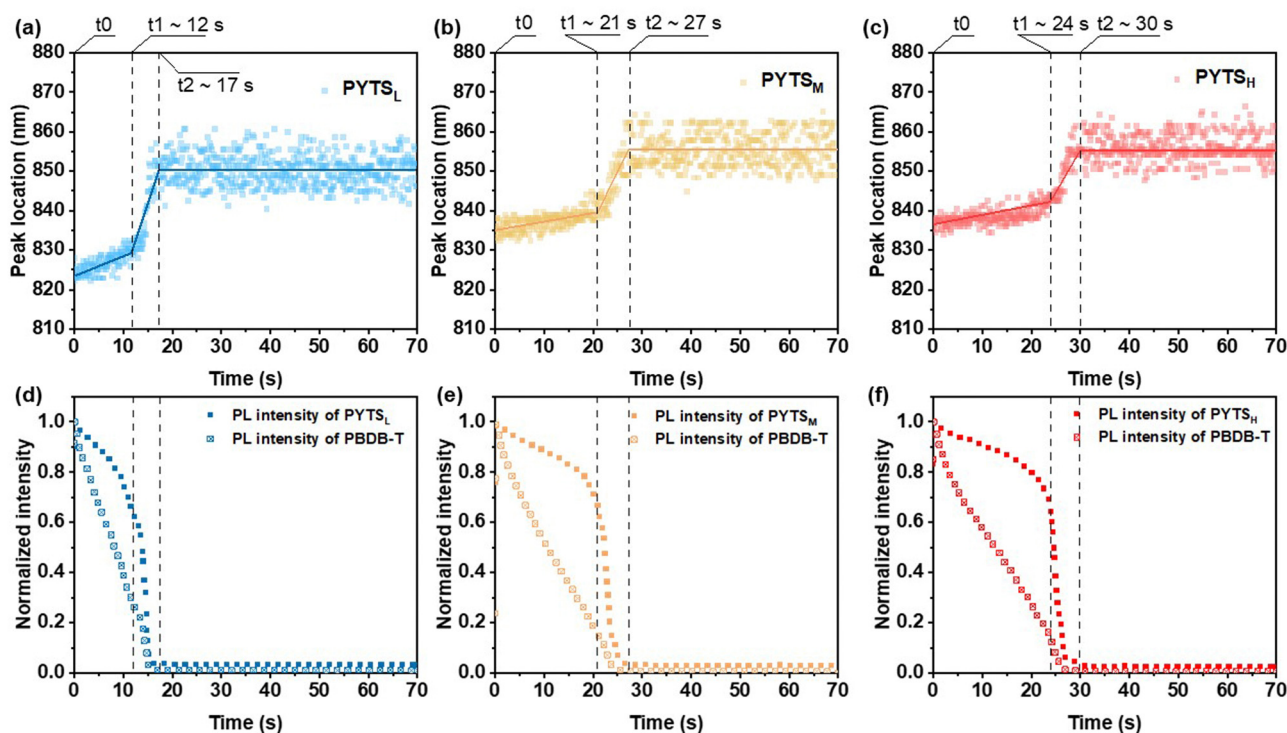 (a) t0 t1 ~ 12 s
t2 ~ 17 s
PYTS_L
Peak location (nm)
880
870
860
850
840
830
820
810
0 10 20 30 40 50 60 70
Time (s)
(b) t0 t1 ~ 21 s t2 ~ 27 s
PYTS_M
Peak location (nm)
880
870
860
850
840
830
820
810
0 10 20 30 40 50 60 70
Time (s)
(c) t0 t1 ~ 24 s t2 ~ 30 s
PYTS_H
Peak location (nm)
880
870
860
850
840
830
820
810
0 10 20 30 40 50 60 70
Time (s)
(d)
PL intensity of PYTS_L
PL intensity of PBDB-T
Normalized intensity
1.0
0.8
0.6
0.4
0.2
0.0
0 10 20 30 40 50 60 70
Time (s)
(e)
PL intensity of PYTS_M
PL intensity of PBDB-T
Normalized intensity
1.0
0.8
0.6
0.4
0.2
0.0
0 10 20 30 40 50 60 70
Time (s)
(f)
PL intensity of PYTS_H
PL intensity of PBDB-T
Normalized intensity
1.0
0.8
0.6
0.4
0.2
0.0
0 10 20 30 40 50 60 70
Time (s)